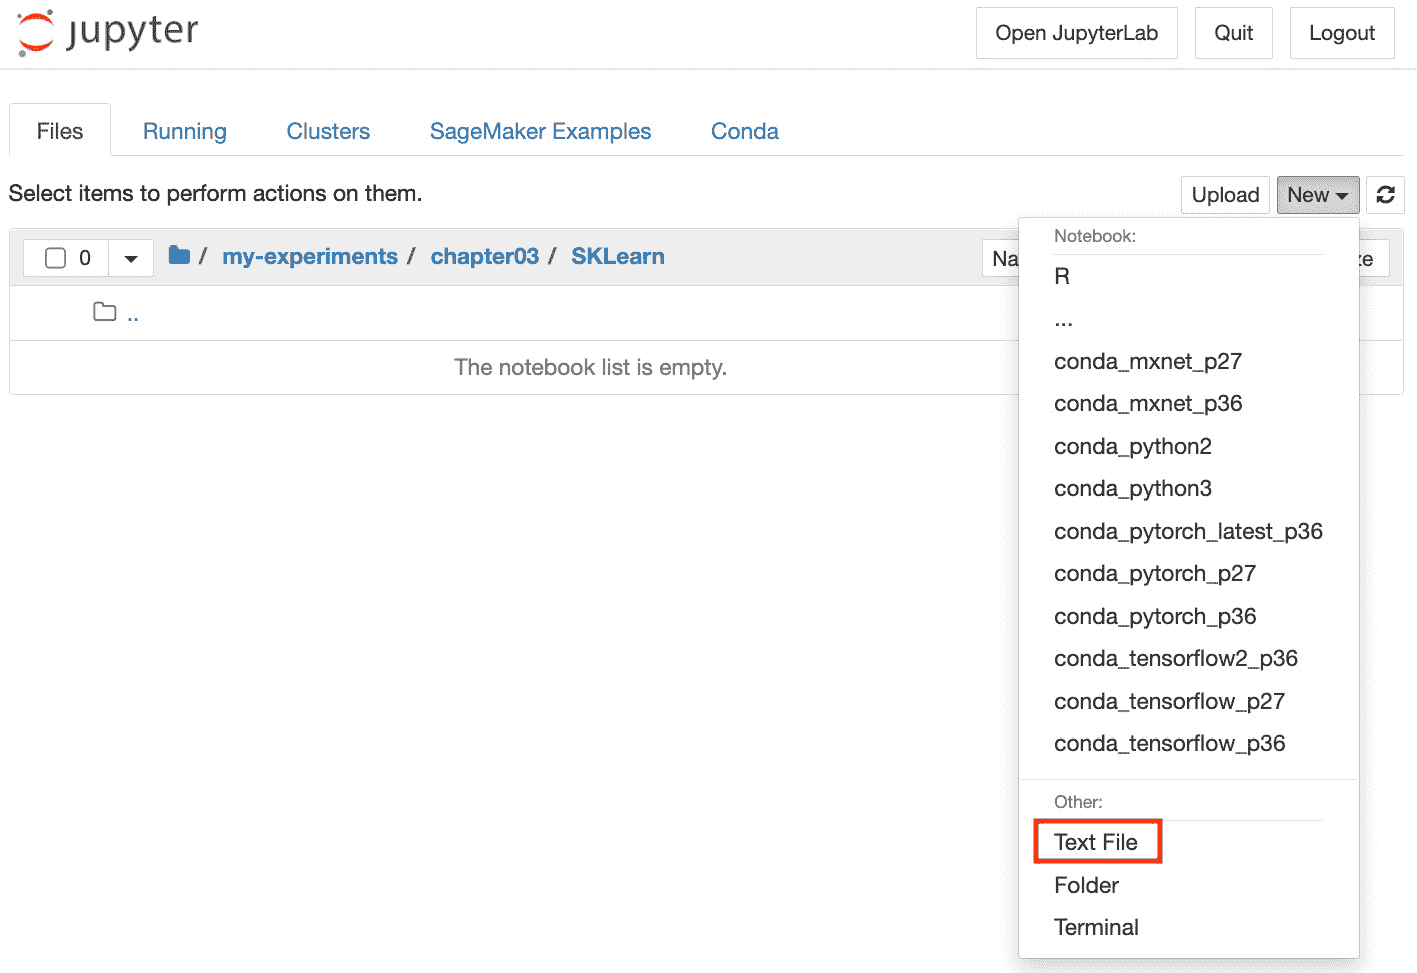 jupyter Open JupyterLab Quit Logout
Files Running Clusters SageMaker Examples Conda
Select items to perform actions on them. Upload New
0 / my-experiments / chapter03 / SKLearn
..
The notebook list is empty.
Notebook:
R
...
conda_mxnet_p27
conda_mxnet_p36
conda_python2
conda_python3
conda_pytorch_latest_p36
conda_pytorch_p27
conda_pytorch_p36
conda_tensorflow2_p36
conda_tensorflow_p27
conda_tensorflow_p36
Other:
Text File
Folder
Terminal